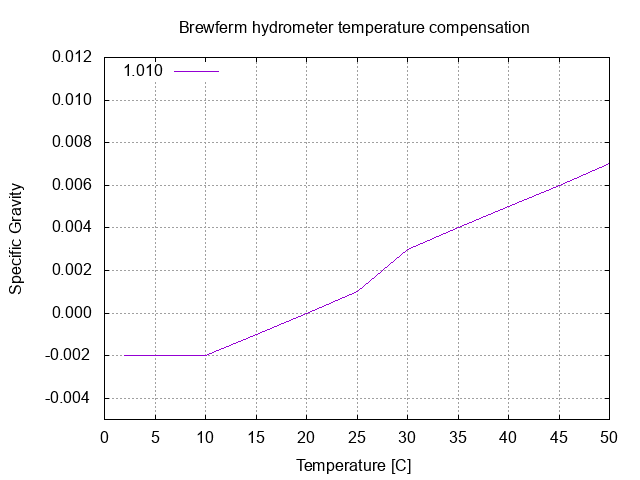 Brewferm hydrometer temperature compensation
0.012
1.010
0.010
0.008
0.006
0.004
0.002
0.000
-0.002
-0.004
Specific Gravity
0 5 10 15 20 25 30 35 40 45 50
Temperature [C]